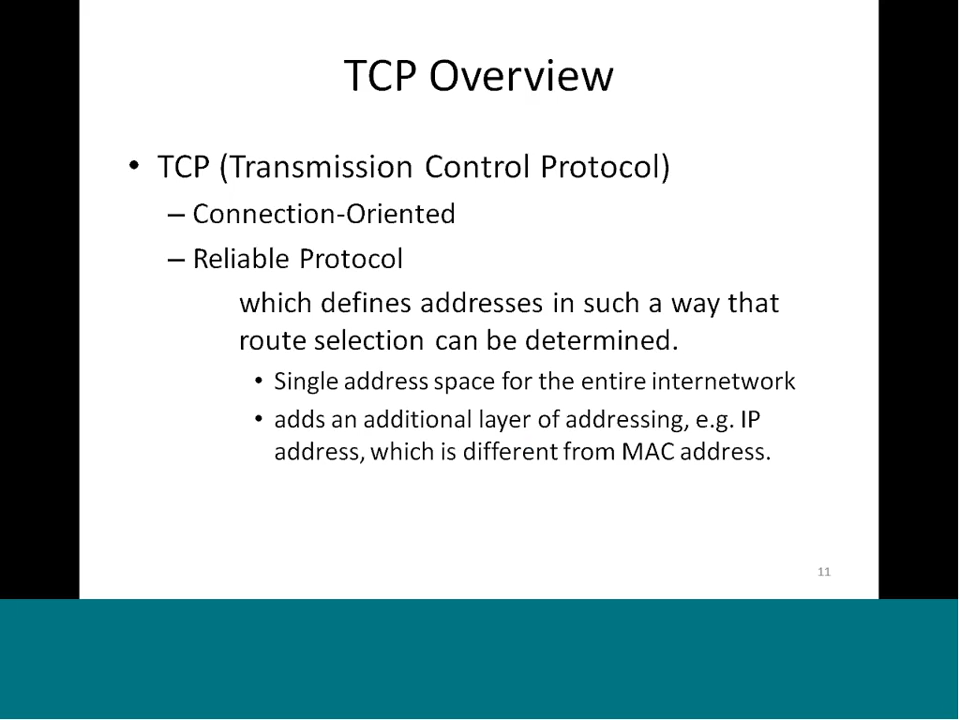 TCP Overview
• TCP (Transmission Control Protocol)
– Connection-Oriented
– Reliable Protocol
which defines addresses in such a way that
route selection can be determined.
• Single address space for the entire internetwork
• adds an additional layer of addressing, e.g. IP
address, which is different from MAC address.
11